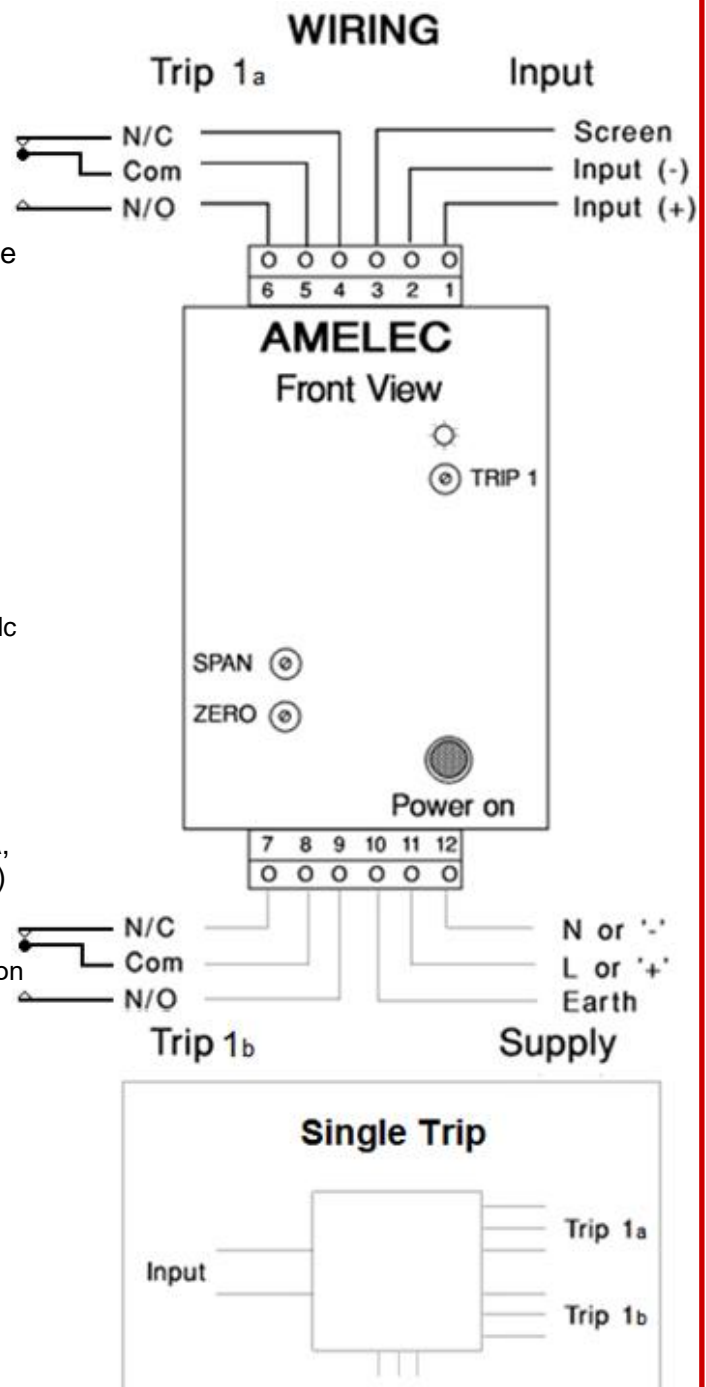 WIRING
Trip 1a Input
N/C Screen
Com Input (-)
N/O Input (+)
e
6 5 4 3 2 1
AMELEC
Front View
TRIP 1
lc
SPAN
ZERO
Power on
,
)
7 8 9 10 11 12
N/C N or '-'
Com L or '+'
on
N/O Earth
Trip 1b Supply
Single Trip
Trip 1a
Input
Trip 1b